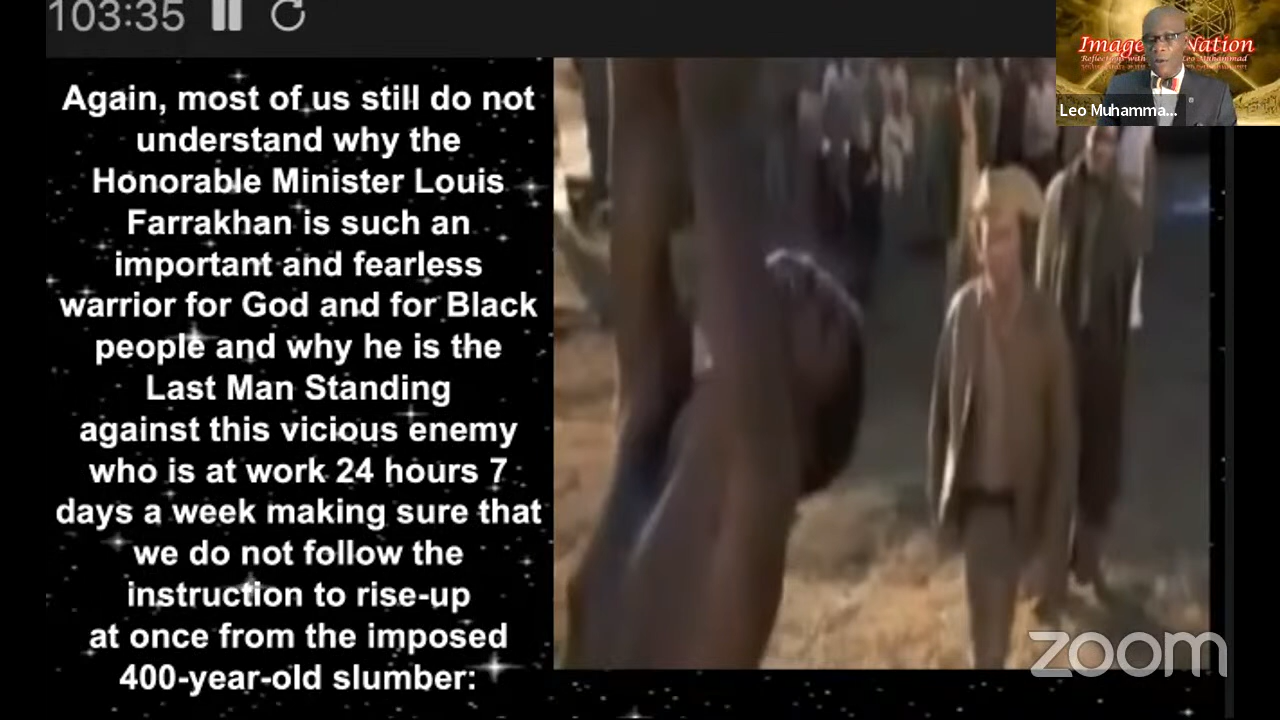 103:35
Again, most of us still do not
understand why the
Honorable Minister Louis
Farrakhan is such an
important and fearless
warrior for God and for Black
people and why he is the
Last Man Standing
against this vicious enemy
who is at work 24 hours 7
days a week making sure that
we do not follow the
instruction to rise-up
at once from the imposed
400-year-old slumber:
Image Nation
Leo Muhamma...
zoom